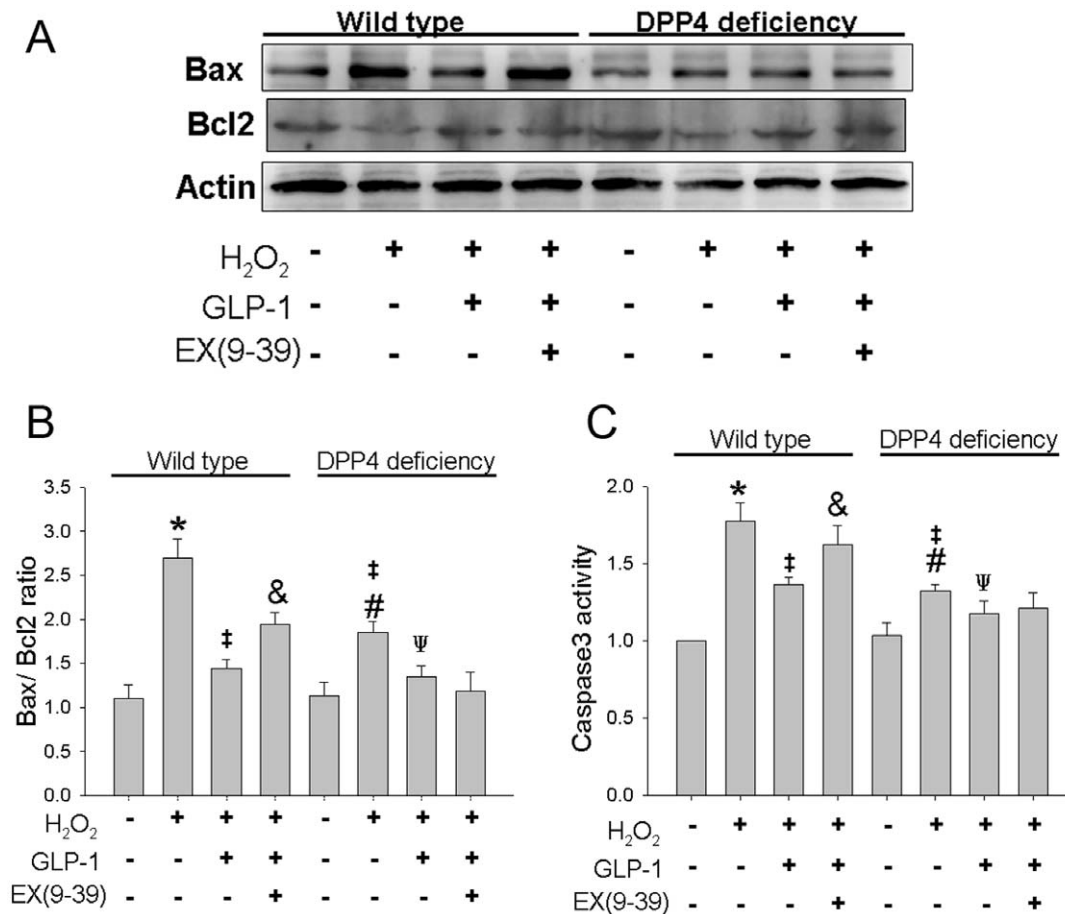 A
Wild type DPP4 deficiency
Bax
Bcl2
Actin
H₂O₂ - + + + - + + +
GLP-1 - - + + - - + +
EX(9-39) - - - + - - - +
B
Wild type DPP4 deficiency
Bax/ Bcl2 ratio
3.5
3.0
2.5
2.0
1.5
1.0
0.5
0.0
* ‡ & ‡ # Ψ
H₂O₂ - + + + - + + +
GLP-1 - - + + - - + +
EX(9-39) - - - + - - - +
C
Wild type DPP4 deficiency
Caspase3 activity
2.0
1.5
1.0
0.5
0.0
* ‡ & ‡ # Ψ
H₂O₂ - + + + - + + +
GLP-1 - - + + - - + +
EX(9-39) - - - + - - - +